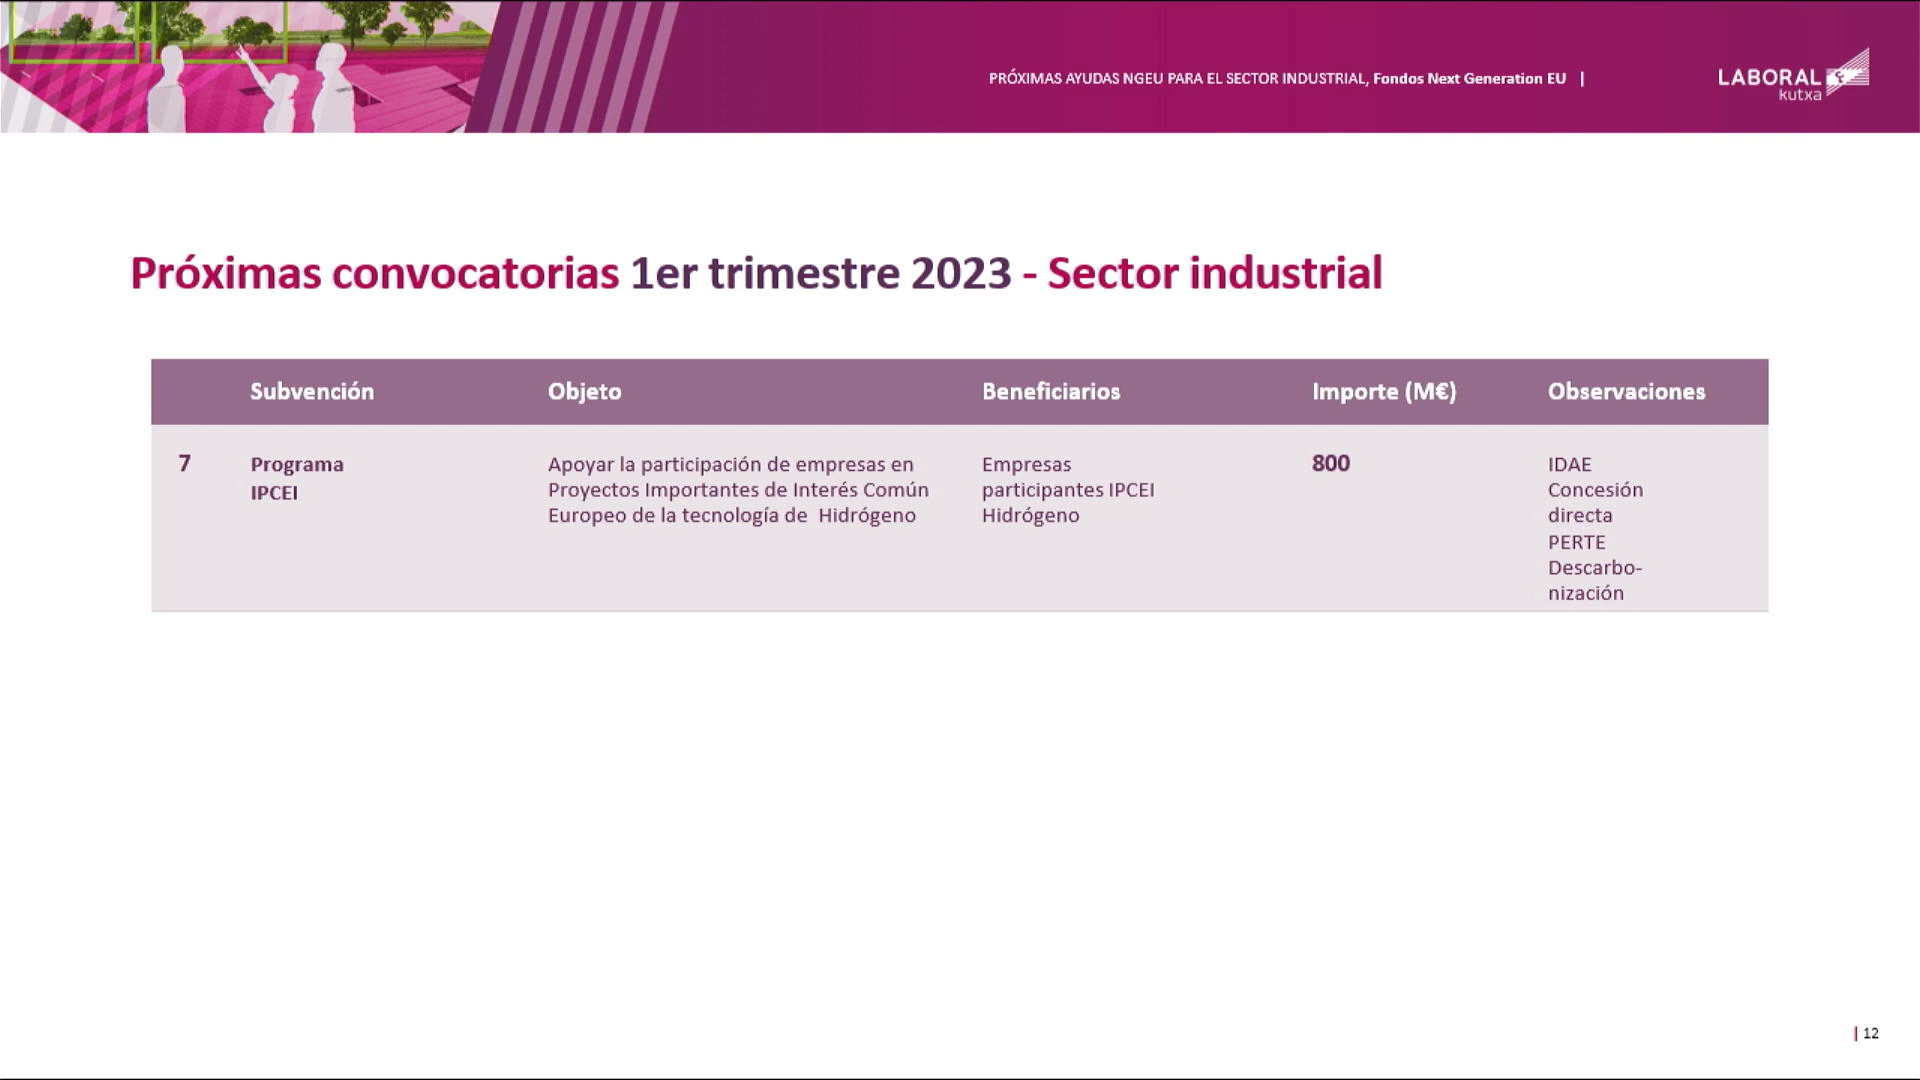 PRÓXIMAS AYUDAS NGEU PARA EL SECTOR INDUSTRIAL, Fondos Next Generation EU |
LABORAL
kutxa
Próximas convocatorias 1er trimestre 2023 - Sector industrial
Subvención Objeto Beneficiarios Importe (M€) Observaciones
7 Programa Apoyar la participación de empresas en Empresas 800 IDAE
IPCEI Proyectos Importantes de Interés Común participantes IPCEI Concesión
Europeo de la tecnología de Hidrógeno Hidrógeno directa
PERTE
Descarbo-
nización
| 12